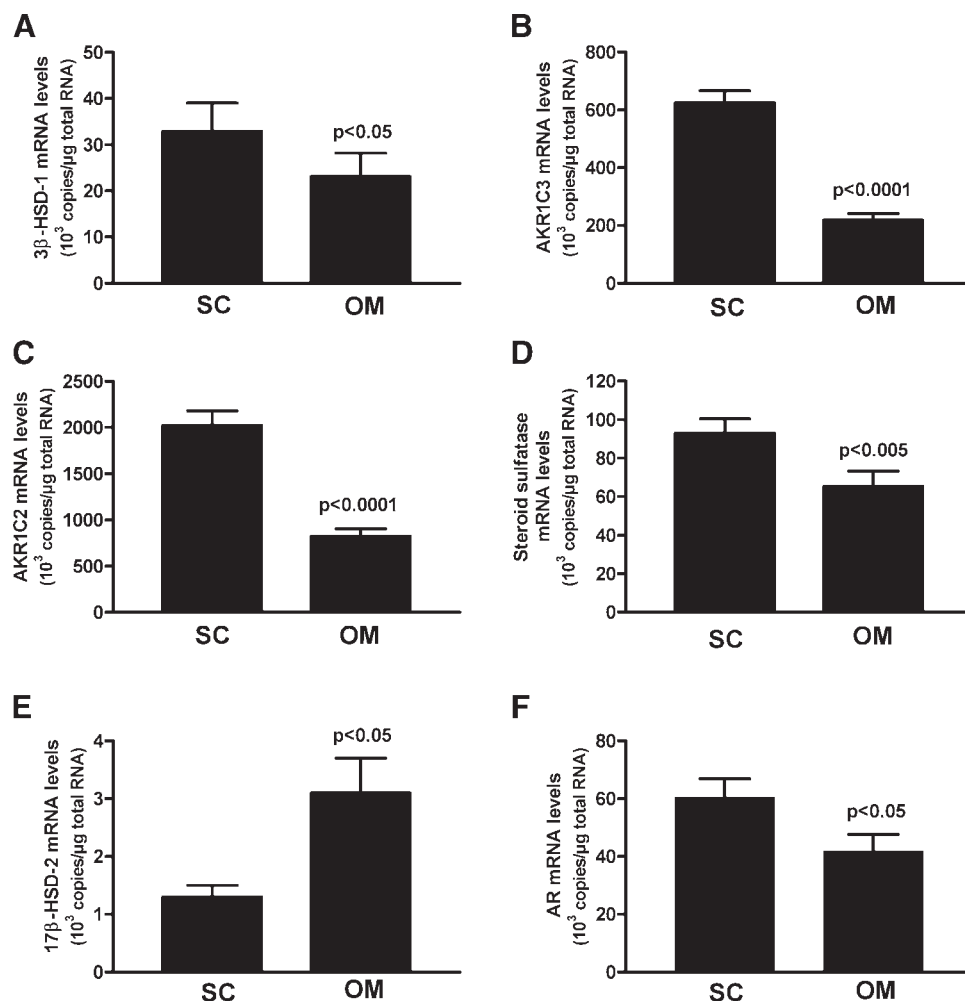 A
3β-HSD-1 mRNA levels
(10³ copies/µg total RNA)
50
40
30
20
10
0
p<0.05
SC
OM
B
AKR1C3 mRNA levels
(10³ copies/µg total RNA)
800
600
400
200
0
p<0.0001
SC
OM
C
AKR1C2 mRNA levels
(10³ copies/µg total RNA)
2500
2000
1500
1000
500
0
p<0.0001
SC
OM
D
Steroid sulfatase
mRNA levels
(10³ copies/µg total RNA)
120
100
80
60
40
20
0
p<0.005
SC
OM
E
17β-HSD-2 mRNA levels
(10³ copies/µg total RNA)
4
3
2
1
0
p<0.05
SC
OM
F
AR mRNA levels
(10³ copies/µg total RNA)
80
60
40
20
0
p<0.05
SC
OM